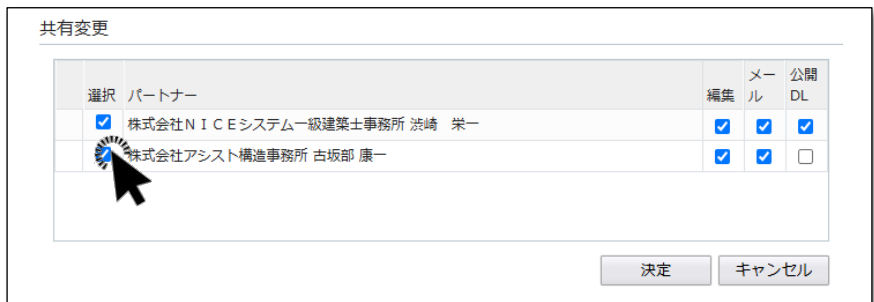 共有変更
選択 パートナー 編集 メール 公開DL
株式会社NICEシステム一級建築士事務所 渋崎 栄一
株式会社アシスト構造事務所 古坂部 康一
決定 キャンセル